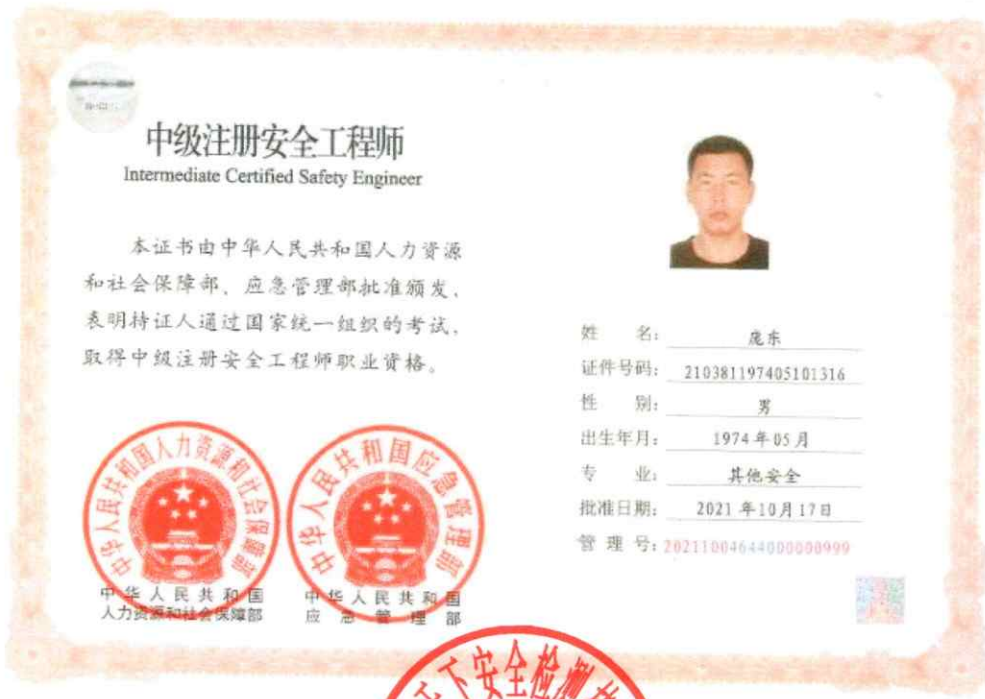 中级注册安全工程师
Intermediate Certified Safety Engineer
本证书由中华人民共和国人力资源
和社会保障部、应急管理部批准颁发，
表明持证人通过国家统一组织的考试，
取得中级注册安全工程师职业资格。
中华人民共和国人力资源和社会保障部
中华人民共和国应急管理部
中华人民共和国
人力资源和社会保障部
中华人民共和国
应急管理部
姓 名： 庞东
证件号码： 210381197405101316
性 别： 男
出生年月： 1974年05月
专 业： 其他安全
批准日期： 2021年10月17日
管 理 号：20211004644000000999
下安全检测